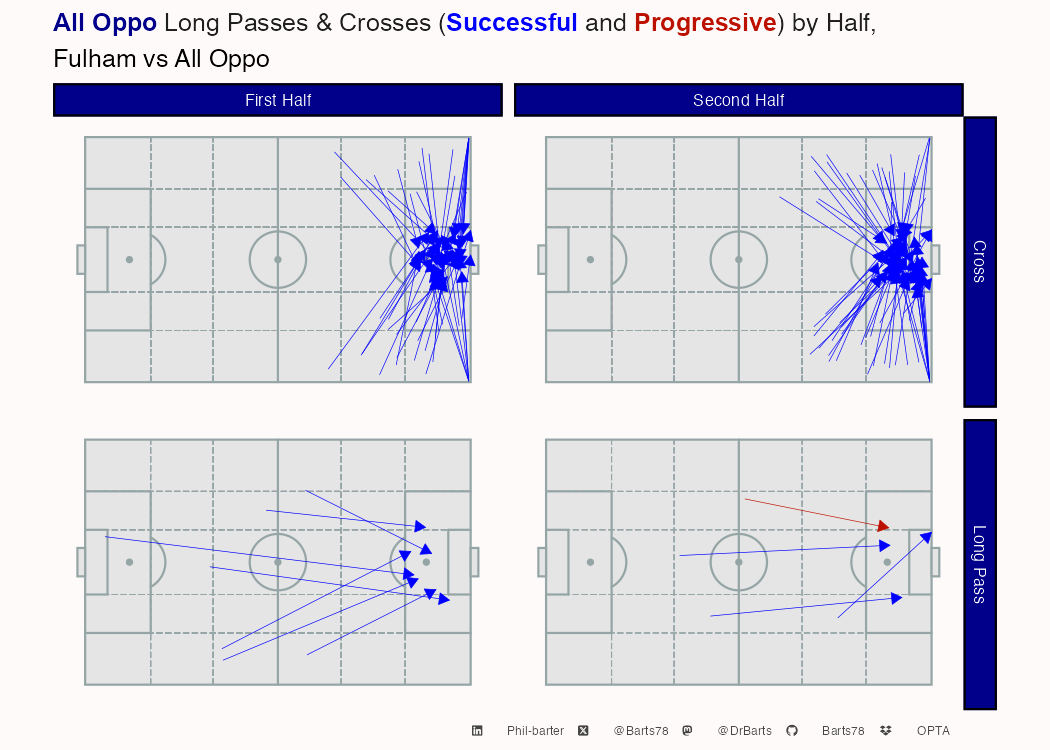 All Oppo Long Passes & Crosses (Successful and Progressive) by Half,
Fulham vs All Oppo
First Half
Second Half
Cross
Long Pass
Phil-barter @Barts78 @DrBarts Barts78 OPTA